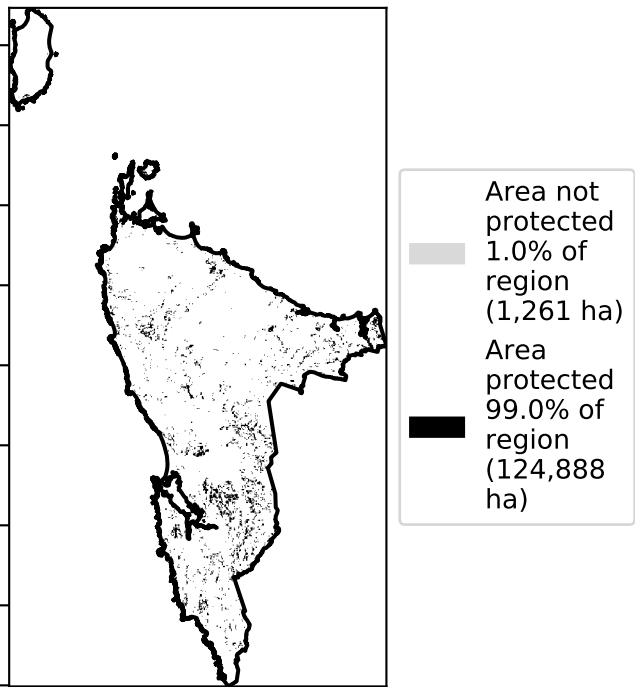 Area not
protected
1.0% of
region
(1,261 ha)
Area
protected
99.0% of
region
(124,888
ha)